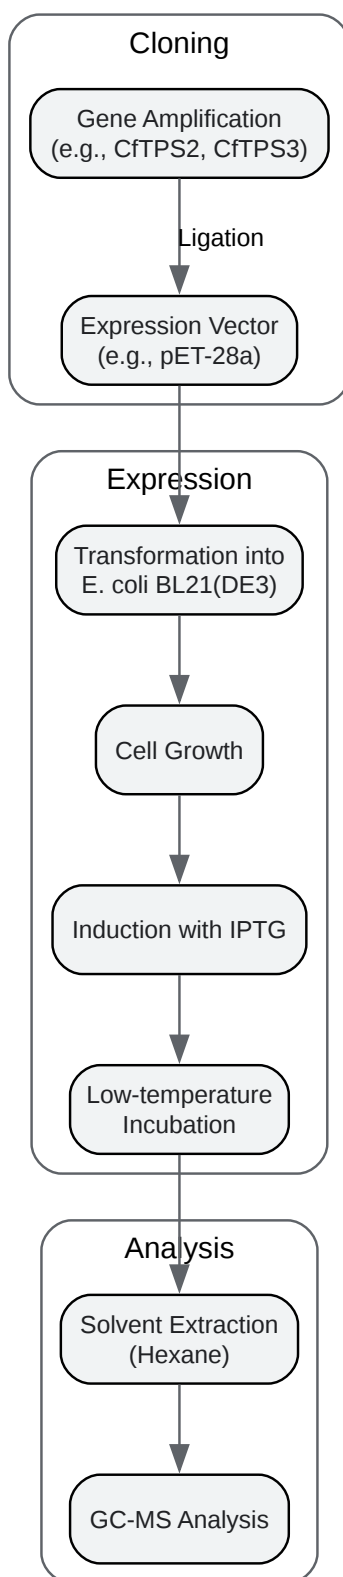 Cloning
Gene Amplification
(e.g., CfTPS2, CfTPS3)
Ligation
Expression Vector
(e.g., pET-28a)
Expression
Transformation into
E. coli BL21(DE3)
Cell Growth
Induction with IPTG
Low-temperature
Incubation
Analysis
Solvent Extraction
(Hexane)
GC-MS Analysis